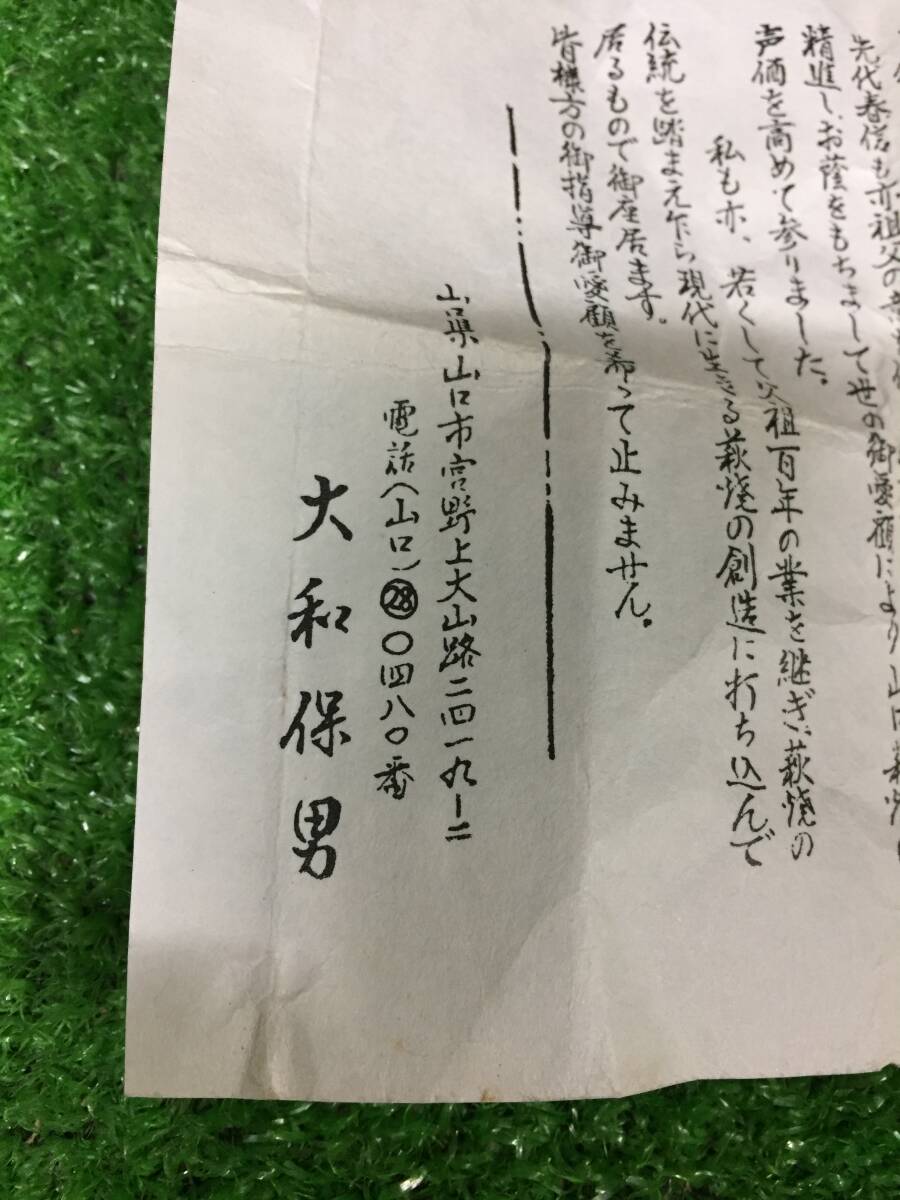 先代春信も亦祖父の業を
精進し、お蔭をもちまして世の御愛顧により山口萩焼
声価を高めて参りました。
私も亦、若くして父祖百年の業を継ぎ、萩焼の
伝統を踏まえ乍ら現代に生きる萩焼の創造に打ち込んで
居るもので御座居ます。
皆様方の御指導御愛顧を希って止みません。
山口県山口市宮野上大山路二四一九ー二
電話(山口)㉘〇四八〇番
大和保男